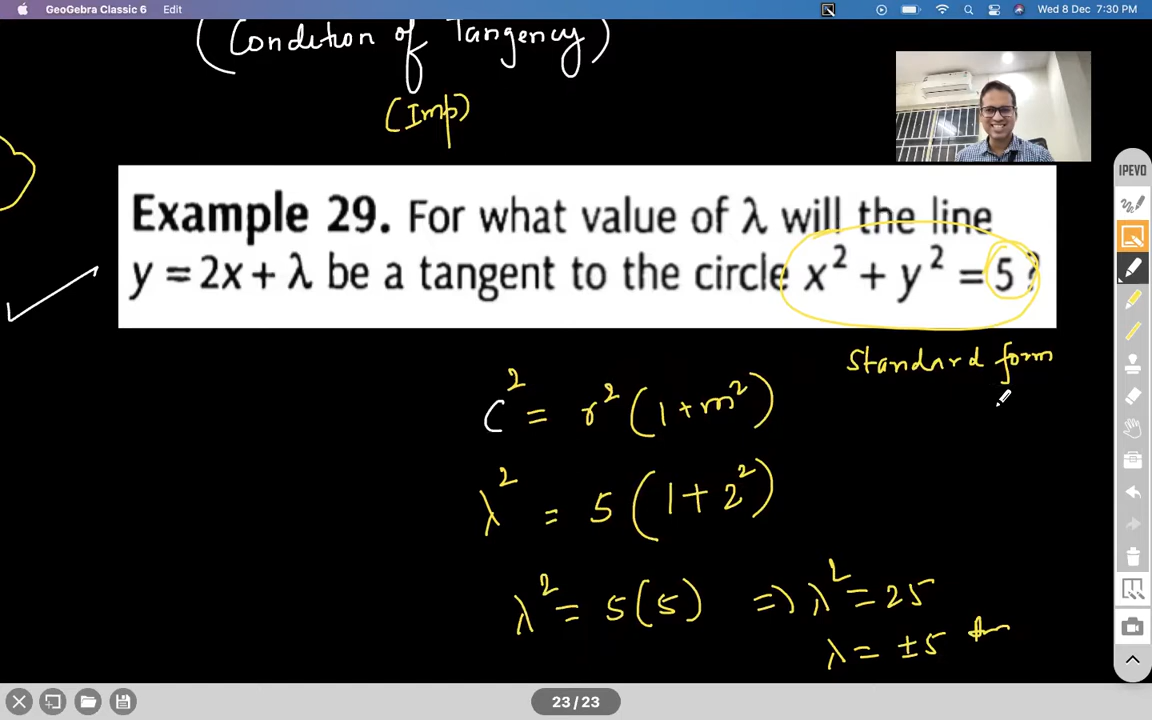 GeoGebra Classic 6 Edit Wed 8 Dec 7:30 PM
(Condition of Tangency)
(Imp)
IPEVO
Example 29. For what value of λ will the line
y = 2x + λ be a tangent to the circle x² + y² = 5 ?
Standard form
c² = r² (1 + m²)
λ² = 5 (1 + 2²)
λ² = 5(5) => λ² = 25
λ = ±5
23/23